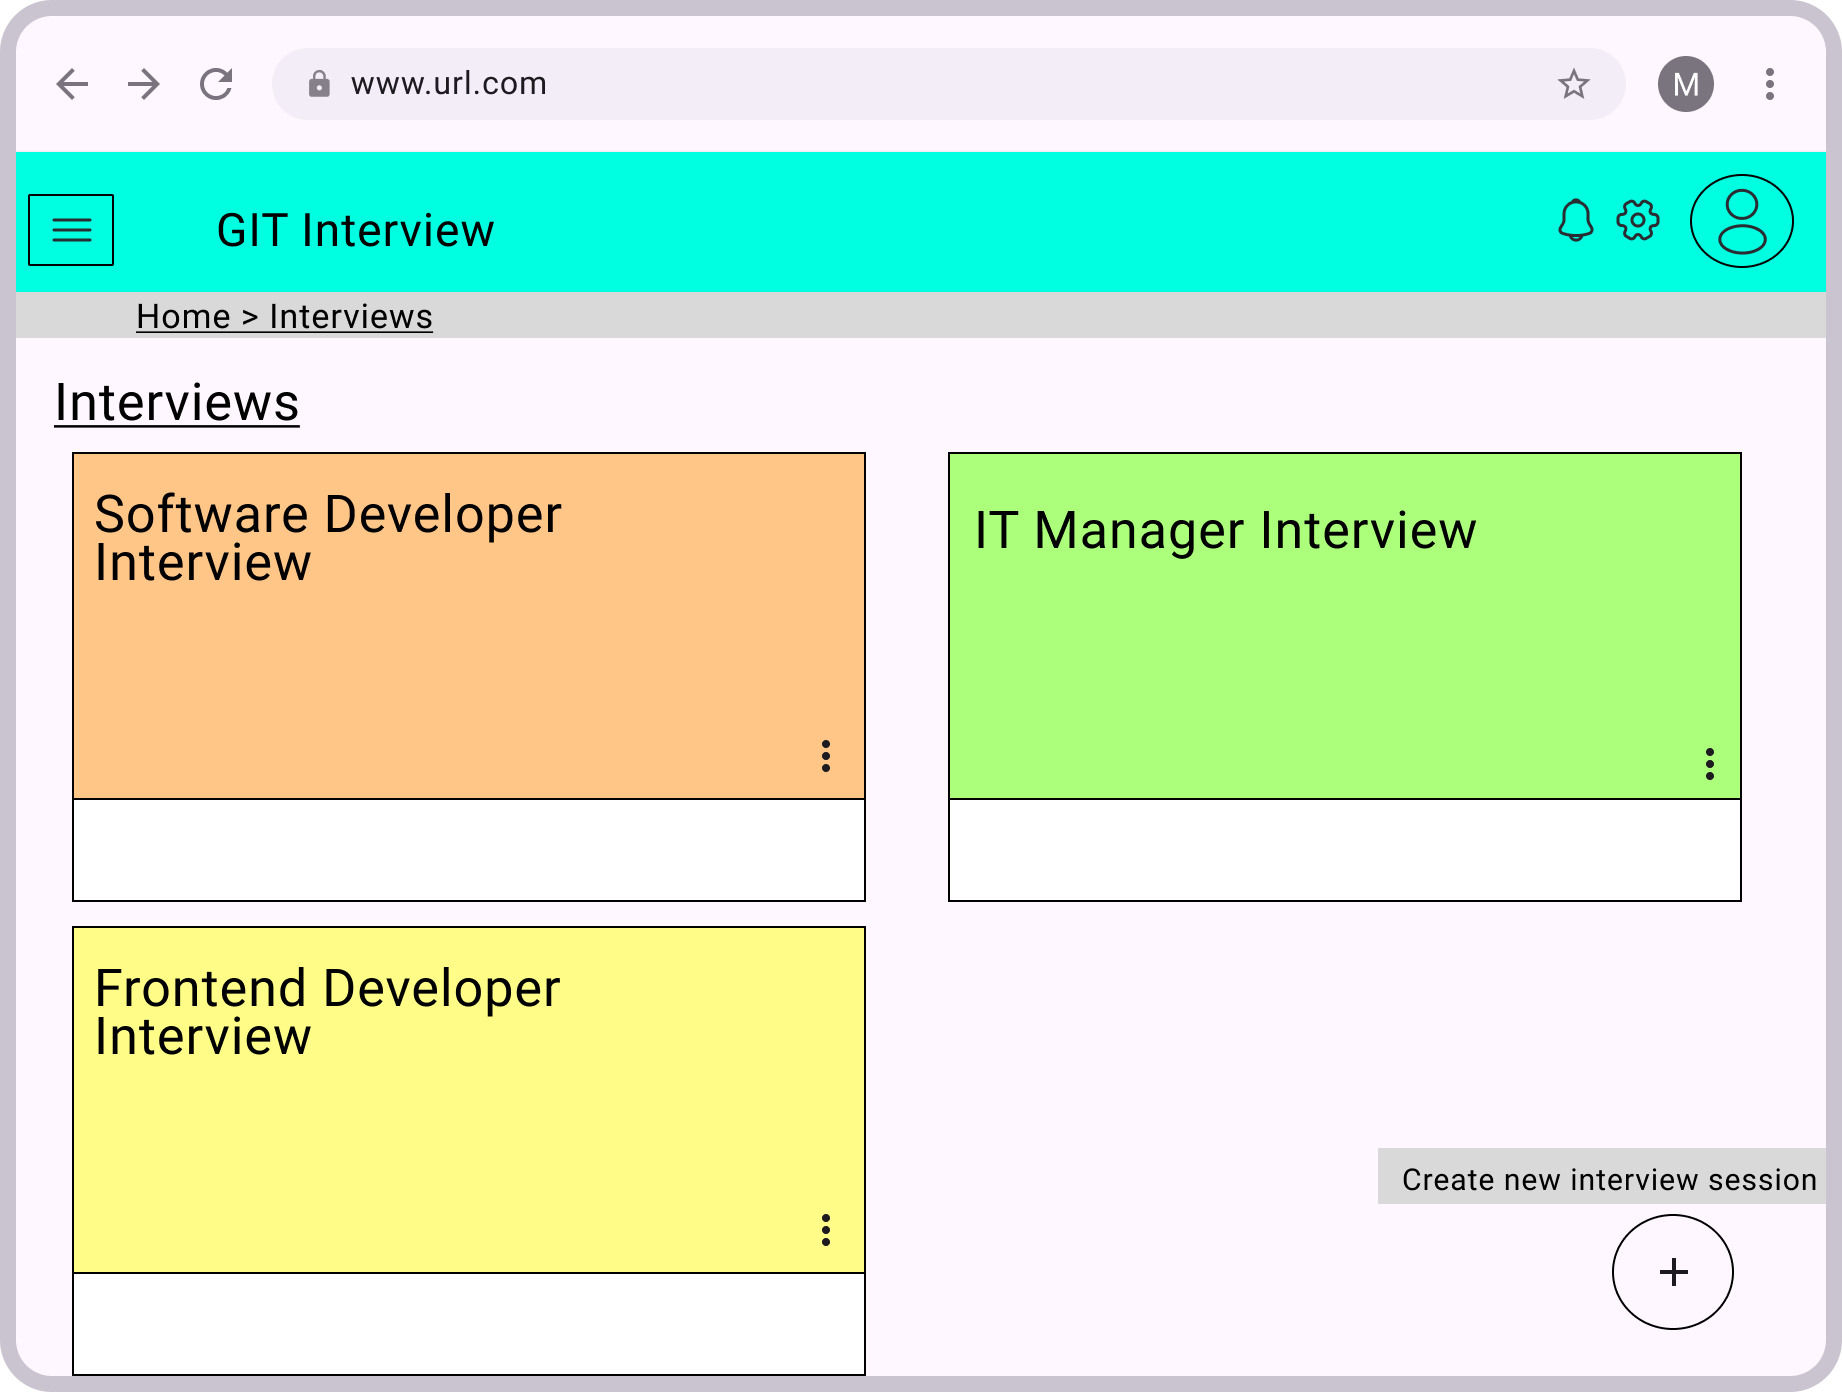 www.url.com
M
GIT Interview
Home > Interviews
Interviews
Software Developer
Interview
IT Manager Interview
Frontend Developer
Interview
Create new interview session